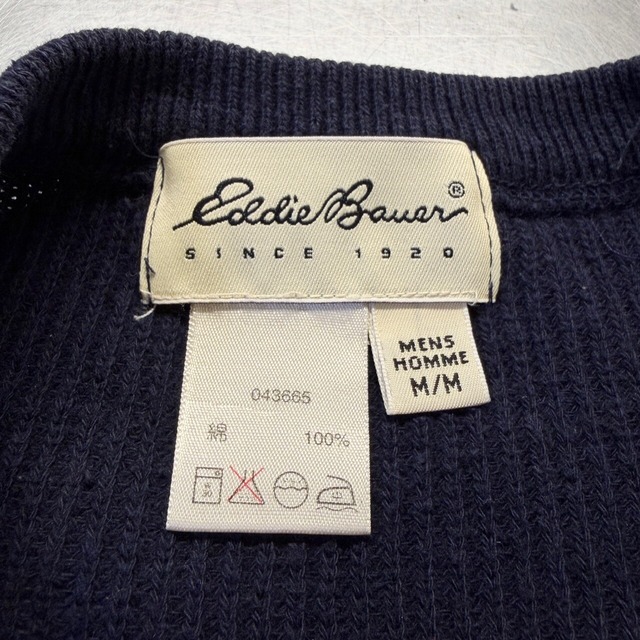 Eddie Bauer®
SINCE 1920
MENS
HOMME
M/M
043665
綿 100%